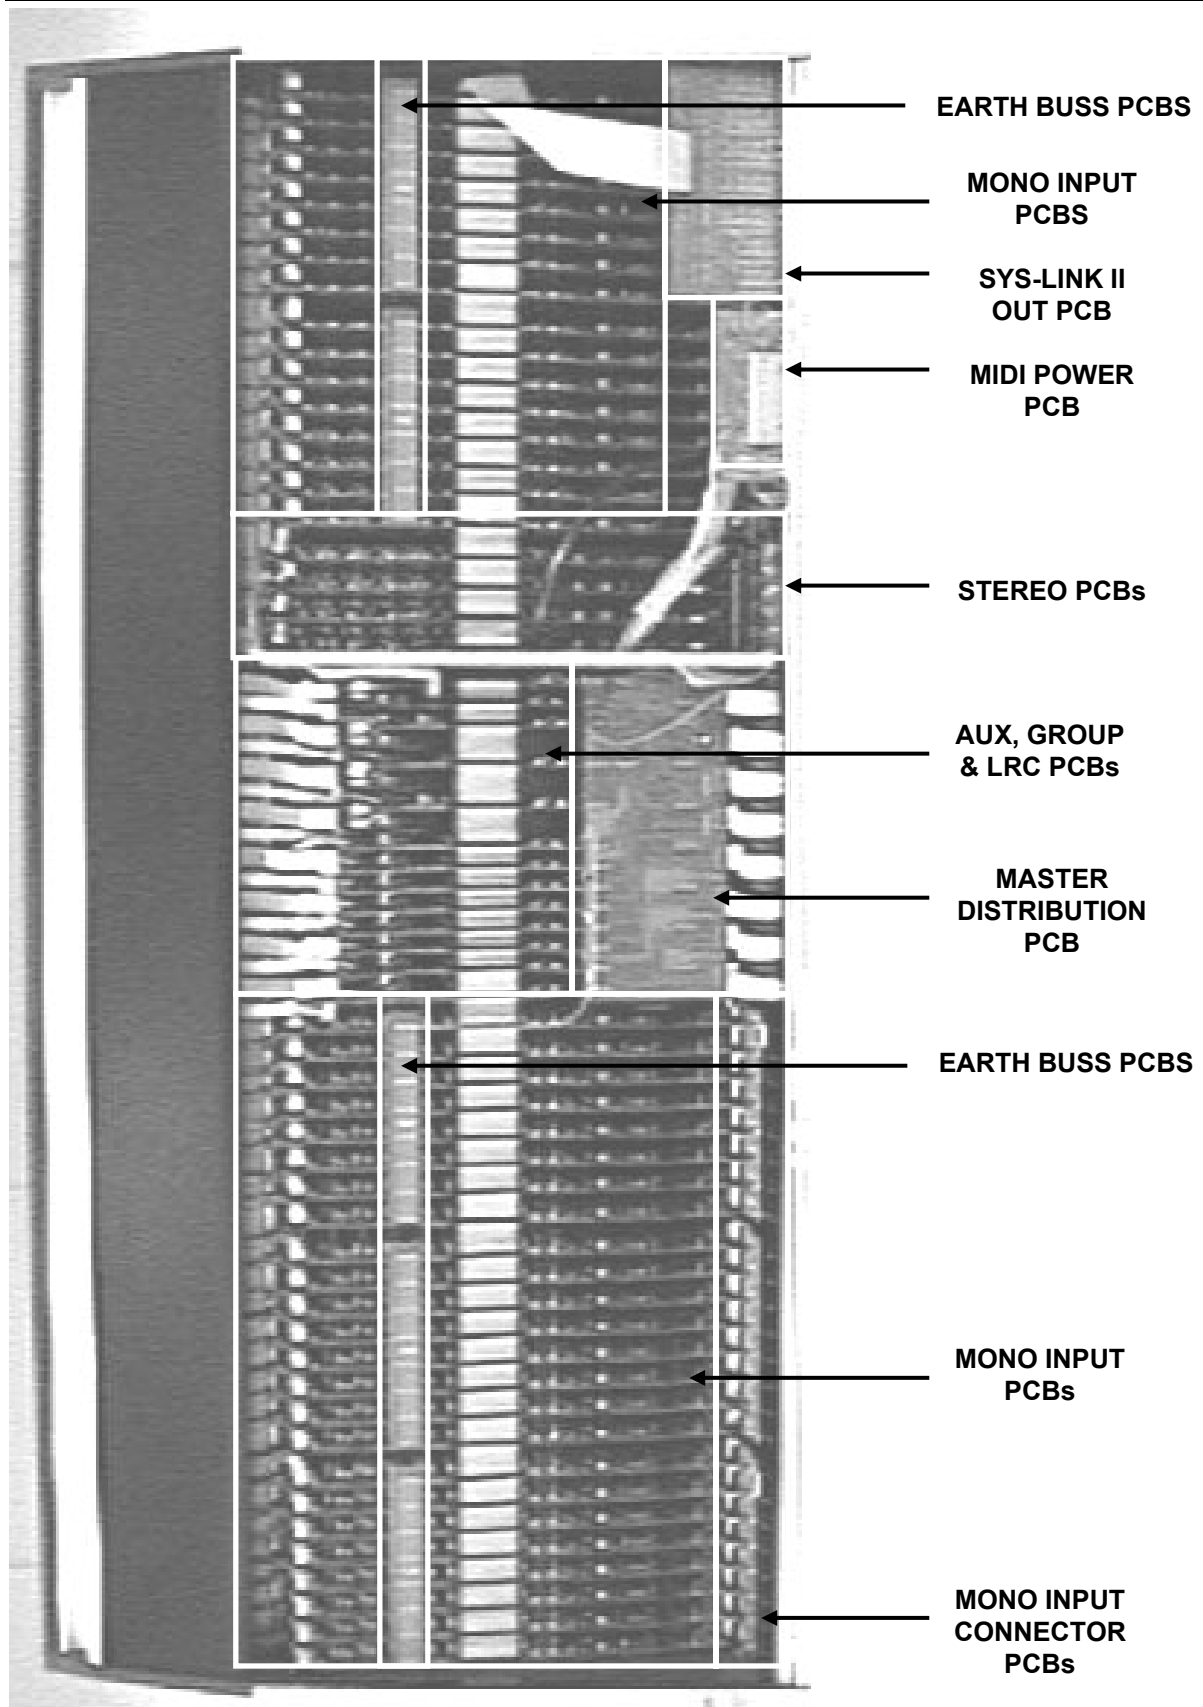 EARTH BUSS PCBS
MONO INPUT
PCBS
SYS-LINK II
OUT PCB
MIDI POWER
PCB
STEREO PCBs
AUX, GROUP
& LRC PCBs
MASTER
DISTRIBUTION
PCB
EARTH BUSS PCBS
MONO INPUT
PCBs
MONO INPUT
CONNECTOR
PCBs